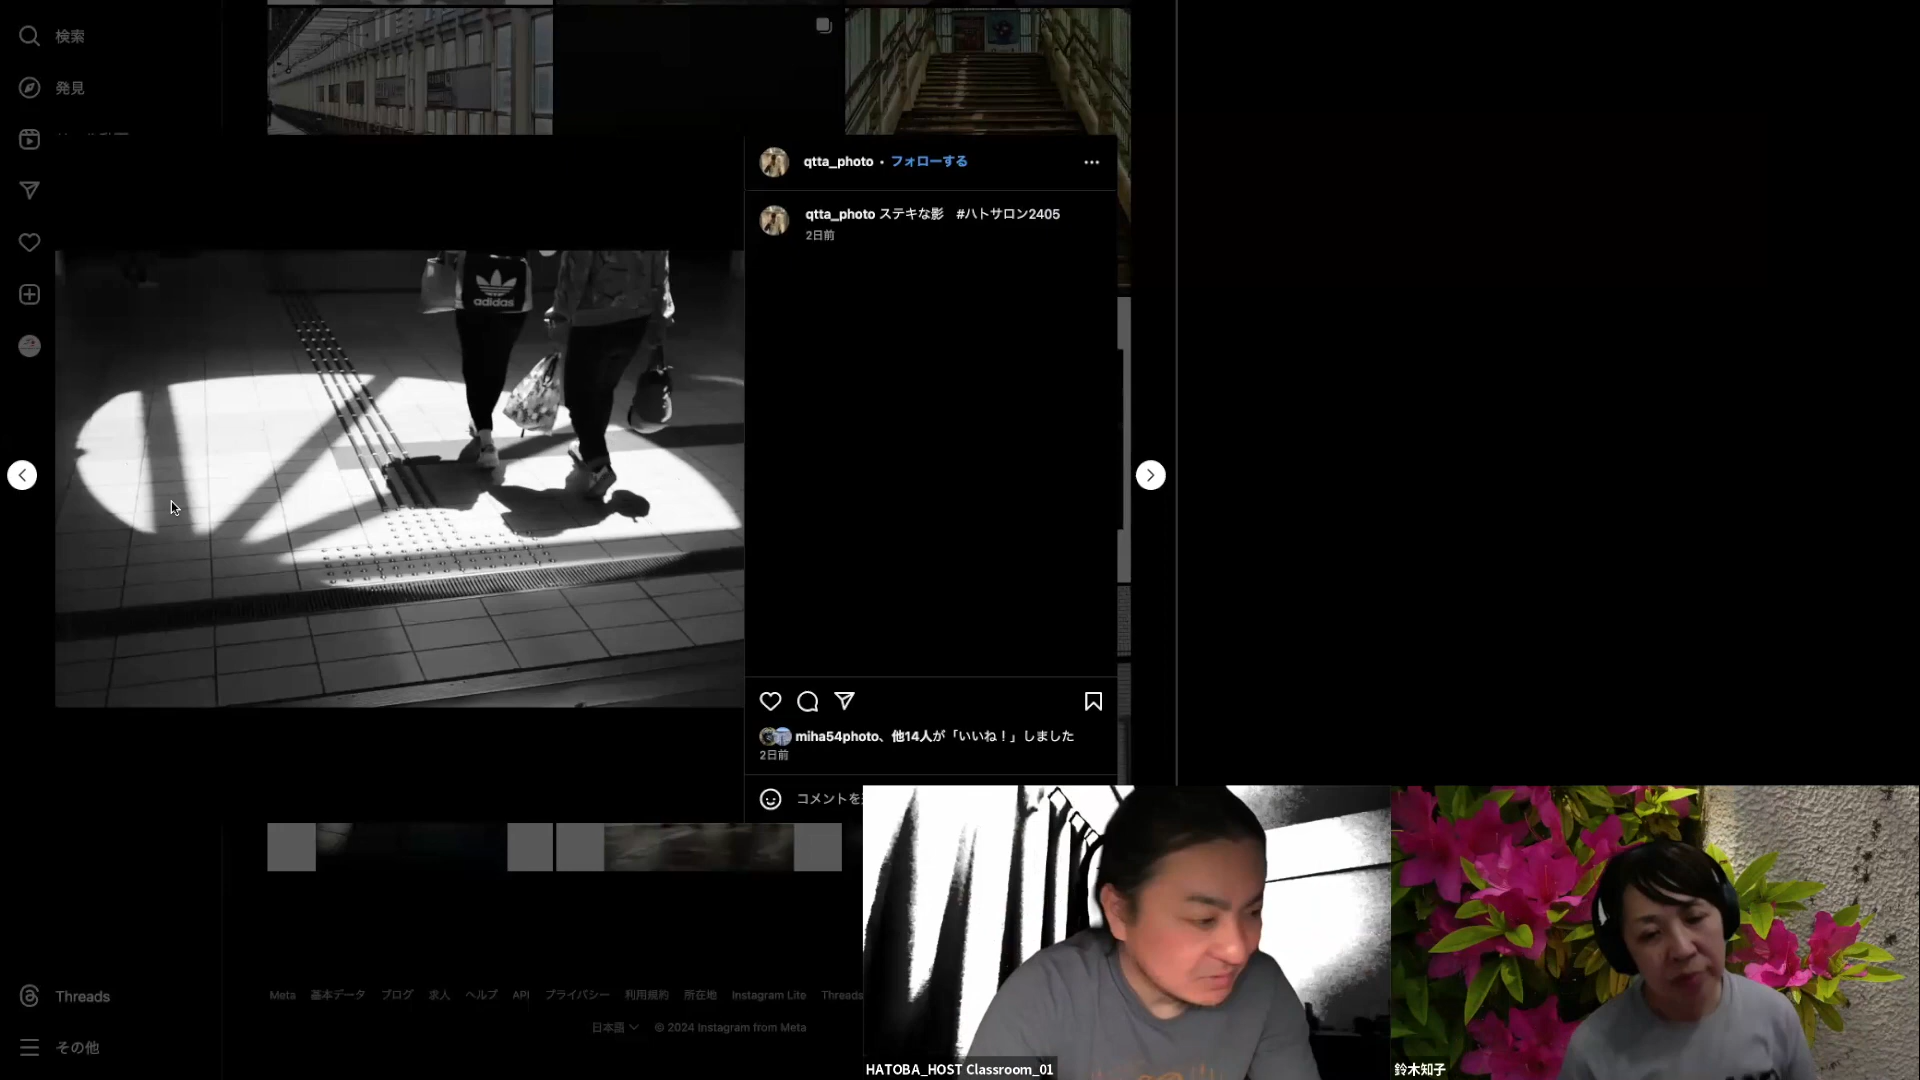 検索
発見
qtta_photo • フォローする
qtta_photo ステキな影 #ハトサロン2405
2日前
adidas
miha54photo、他14人が「いいね！」しました
2日前
コメントを
Threads
その他
Meta 基本データ ブログ 求人 ヘルプ API プライバシー 利用規約 所在地 Instagram Lite Threads
日本語 © 2024 Instagram from Meta
HATOBA_HOST Classroom_01
鈴木知子